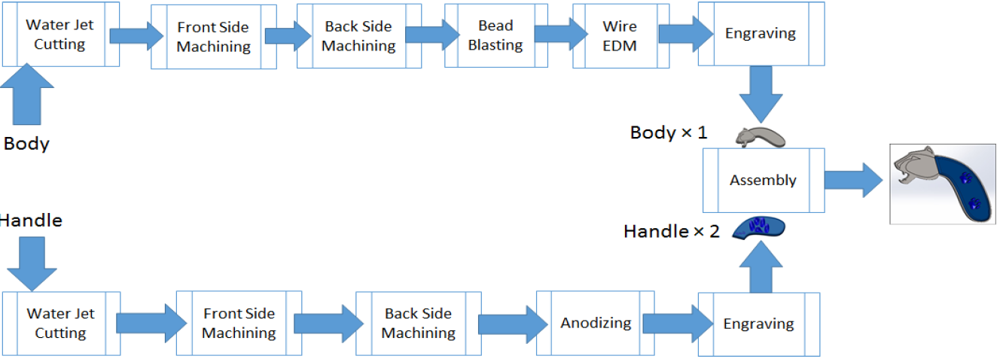 Water Jet
Cutting
Front Side
Machining
Back Side
Machining
Bead
Blasting
Wire
EDM
Engraving
Body
Body × 1
Assembly
Handle
Handle × 2
Water Jet
Cutting
Front Side
Machining
Back Side
Machining
Anodizing
Engraving